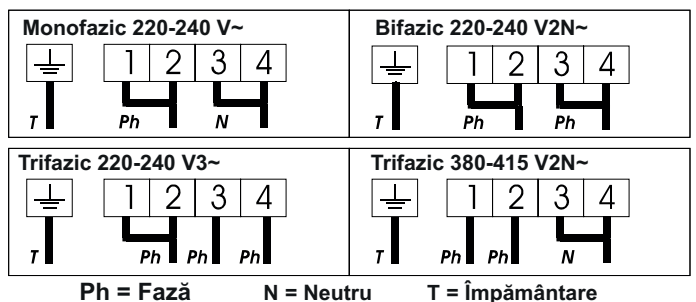 Monofazic 220-240 V~
1 2 3 4
T Ph N
Bifazic 220-240 V2N~
1 2 3 4
T Ph Ph
Trifazic 220-240 V3~
1 2 3 4
T Ph Ph Ph
Trifazic 380-415 V2N~
1 2 3 4
T Ph Ph N
Ph = Fază N = Neutru T = Împământare